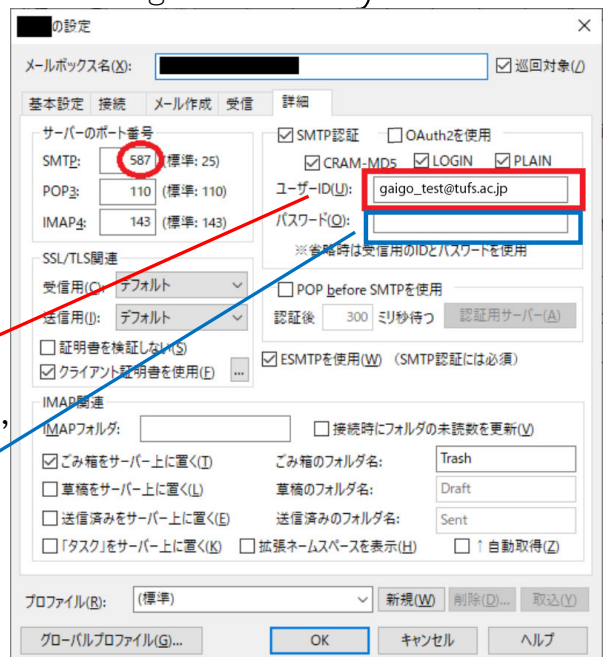 の設定
メールボックス名(X):
巡回対象(/)
基本設定 接続 メール作成 受信 詳細
サーバーのポート番号
SMTP: 587 (標準: 25)
POP3: 110 (標準: 110)
IMAP4: 143 (標準: 143)
SMTP認証 OAuth2を使用
CRAM-MD5 LOGIN PLAIN
ユーザーID(U): gaigo_test@tufs.ac.jp
パスワード(O):
※省略時は受信用のIDとパスワードを使用
SSL/TLS関連
受信用(C): デフォルト
送信用(I): デフォルト
証明書を検証しない(S)
クライアント証明書を使用(F) ...
POP before SMTPを使用
認証後 300 ミリ秒待つ 認証用サーバー(A)
ESMTPを使用(W) (SMTP認証には必須)
IMAP関連
IMAPフォルダ: 接続時にフォルダの未読数を更新(V)
ごみ箱をサーバー上に置く(T) ごみ箱のフォルダ名: Trash
草稿をサーバー上に置く(L) 草稿のフォルダ名: Draft
送信済みをサーバー上に置く(E) 送信済みのフォルダ名: Sent
「タスク」をサーバー上に置く(K) 拡張ネームスペースを表示(H) ↑自動取得(Z)
プロファイル(R): (標準) 新規(W) 削除(D)... 取込(Y)
グローバルプロファイル(G)... OK キャンセル ヘルプ